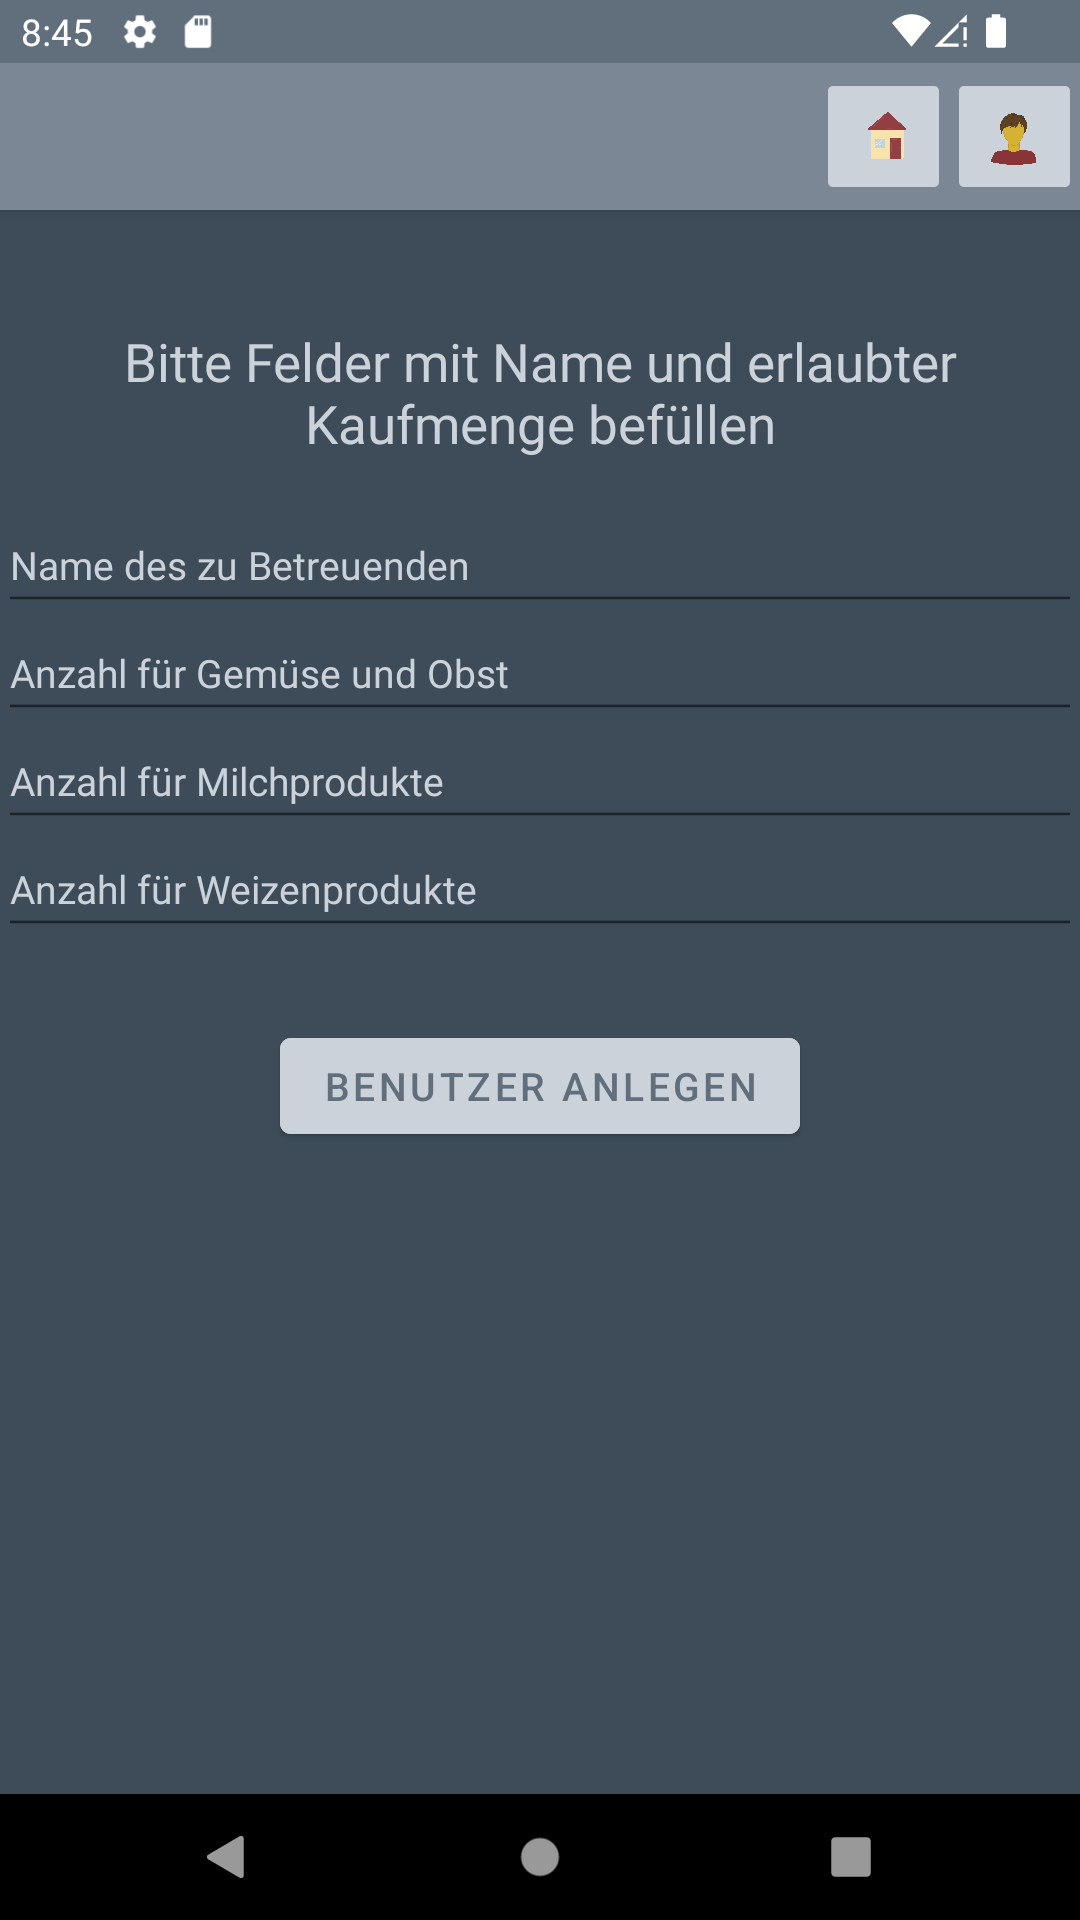 8:45
Bitte Felder mit Name und erlaubter
Kaufmenge befüllen
Name des zu Betreuenden
Anzahl für Gemüse und Obst
Anzahl für Milchprodukte
Anzahl für Weizenprodukte
BENUTZER ANLEGEN